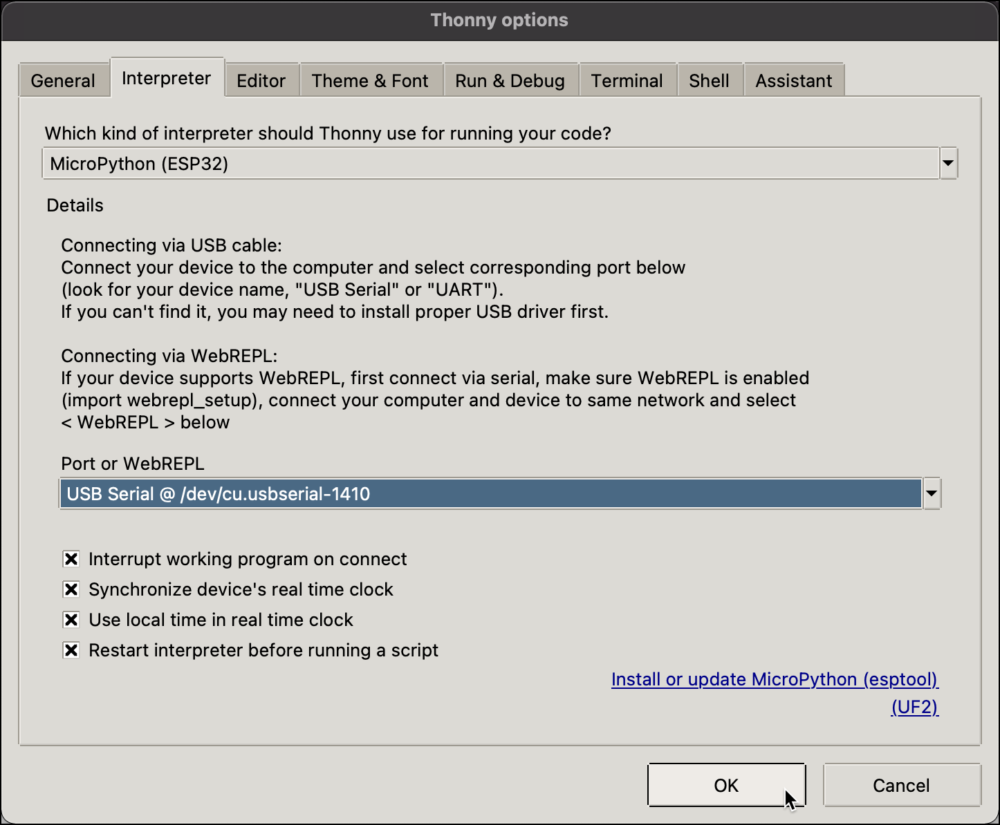 Thonny options
General Interpreter Editor Theme & Font Run & Debug Terminal Shell Assistant
Which kind of interpreter should Thonny use for running your code?
MicroPython (ESP32)
Details
Connecting via USB cable:
Connect your device to the computer and select corresponding port below
(look for your device name, "USB Serial" or "UART").
If you can't find it, you may need to install proper USB driver first.
Connecting via WebREPL:
If your device supports WebREPL, first connect via serial, make sure WebREPL is enabled
(import webrepl_setup), connect your computer and device to same network and select
< WebREPL > below
Port or WebREPL
USB Serial @ /dev/cu.usbserial-1410
Interrupt working program on connect
Synchronize device's real time clock
Use local time in real time clock
Restart interpreter before running a script
Install or update MicroPython (esptool)
(UF2)
OK Cancel